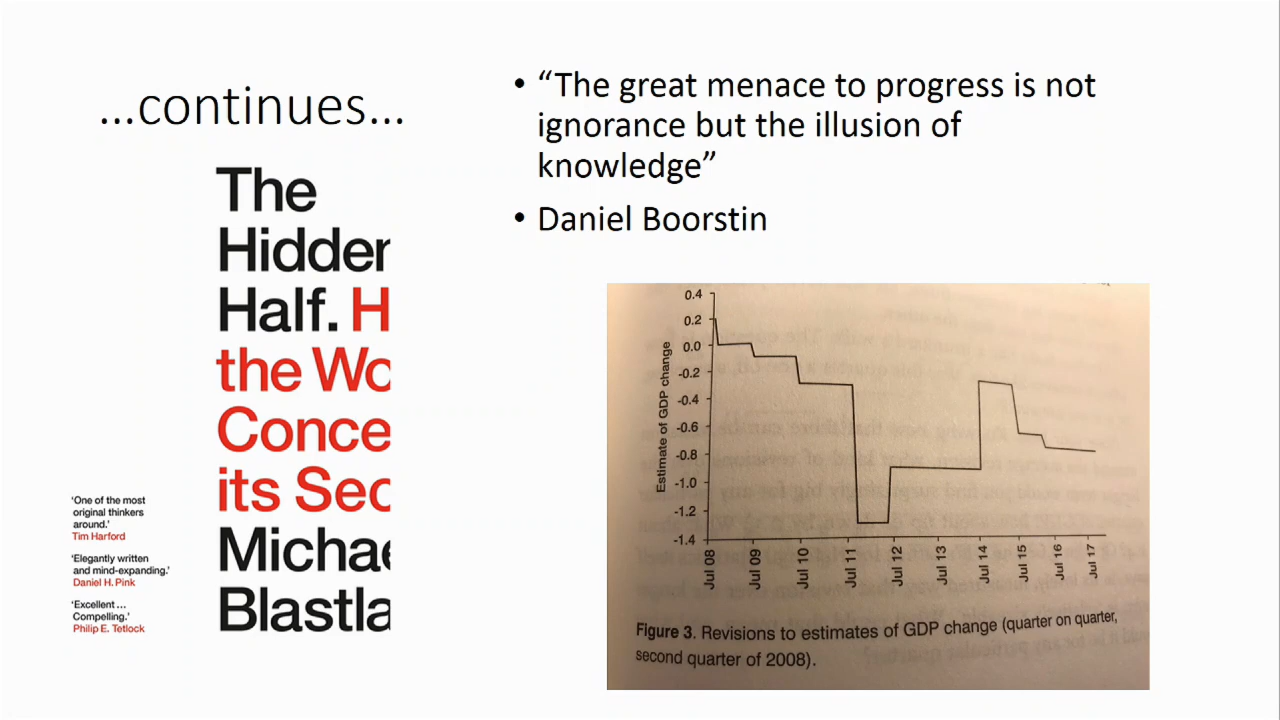 ...continues...
The
Hidden
Half. H
the Wo
Conce
its Sec
Michae
Blastla
‘One of the most
original thinkers
around.’
Tim Harford
‘Elegantly written
and mind-expanding.’
Daniel H. Pink
‘Excellent ...
Compelling.’
Philip E. Tetlock
• “The great menace to progress is not
ignorance but the illusion of
knowledge”
• Daniel Boorstin
Estimate of GDP change
0.4
0.2
0.0
-0.2
-0.4
-0.6
-0.8
-1.0
-1.2
-1.4
Jul 08
Jul 09
Jul 10
Jul 11
Jul 12
Jul 13
Jul 14
Jul 15
Jul 16
Jul 17
Figure 3. Revisions to estimates of GDP change (quarter on quarter,
second quarter of 2008).